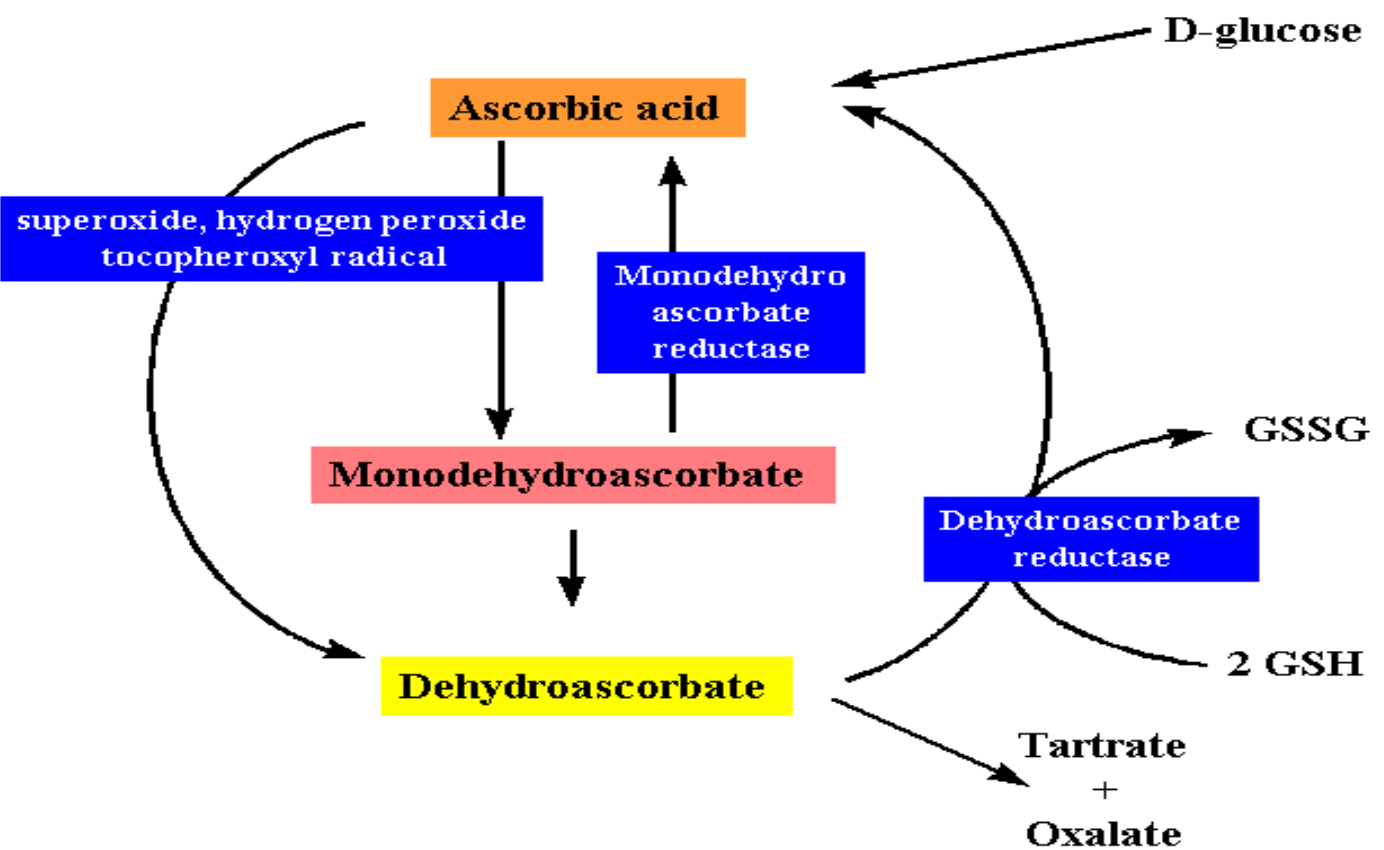 D-glucose
Ascorbic acid
superoxide, hydrogen peroxide
tocopheroxyl radical
Monodehydro
ascorbate
reductase
GSSG
Monodehydroascorbate
Dehydroascorbate
reductase
2 GSH
Dehydroascorbate
Tartrate
+
Oxalate